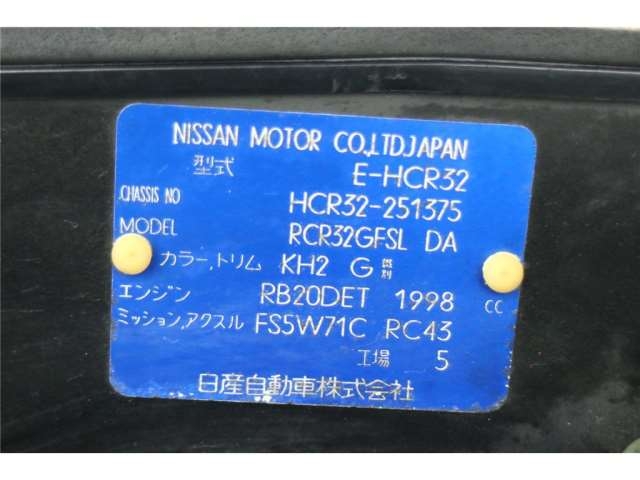 NISSAN MOTOR CO.,LTD.JAPAN
型式 E-HCR32
CHASSIS NO HCR32-251375
MODEL RCR32GFSL DA
カラー,トリム KH2 G 識別
エンジン RB20DET 1998 CC
ミッション,アクスル FS5W71C RC43
工場 5
日産自動車株式会社